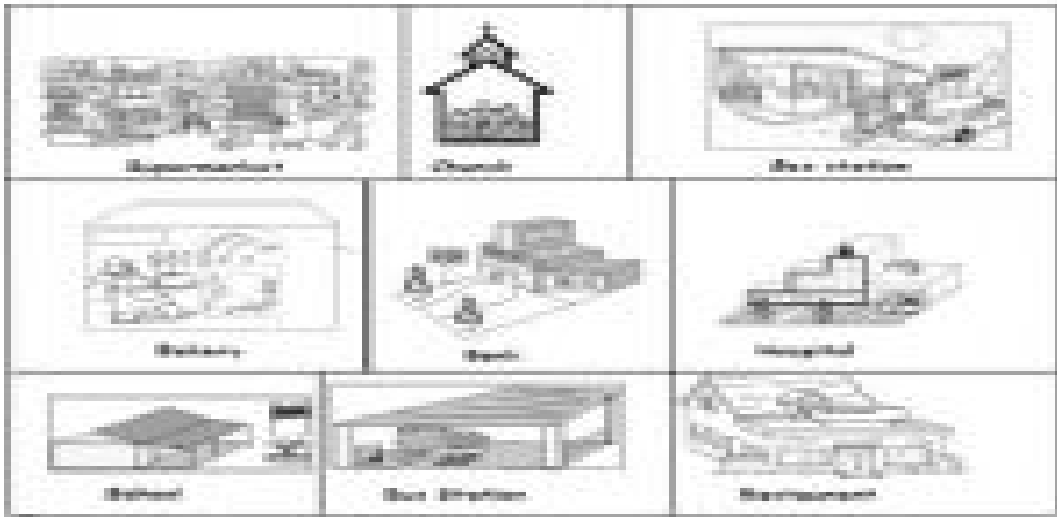 Supermarket
Church
Bakery
Bank
Hospital
School
Restaurant